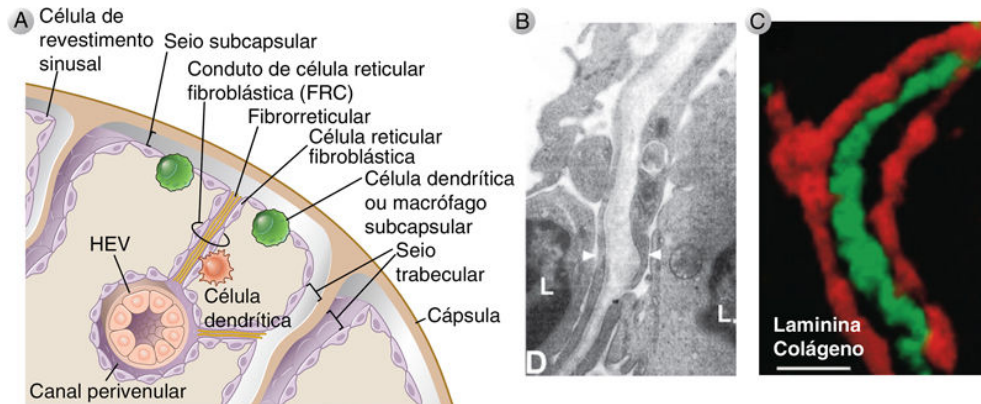 A
Célula de
revestimento
sinusal
Seio subcapsular
Conduto de célula reticular
fibroblástica (FRC)
Fibrorreticular
Célula reticular
fibroblástica
Célula dendrítica
ou macrófago
subcapsular
Seio
trabecular
HEV
Célula
dendrítica
Cápsula
Canal perivenular
B
L
L
D
C
Laminina
Colágeno